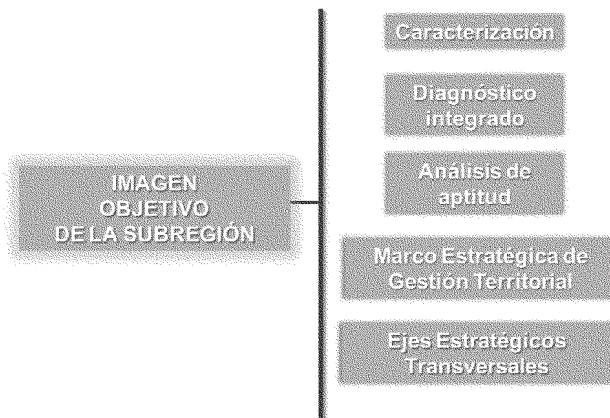 IMAGEN
OBJETIVO
DE LA SUBREGIÓN
Caracterización
Diagnóstico
integrado
Análisis de
aptitud
Marco Estratégica de
Gestión Territorial
Ejes Estratégicos
Transversales